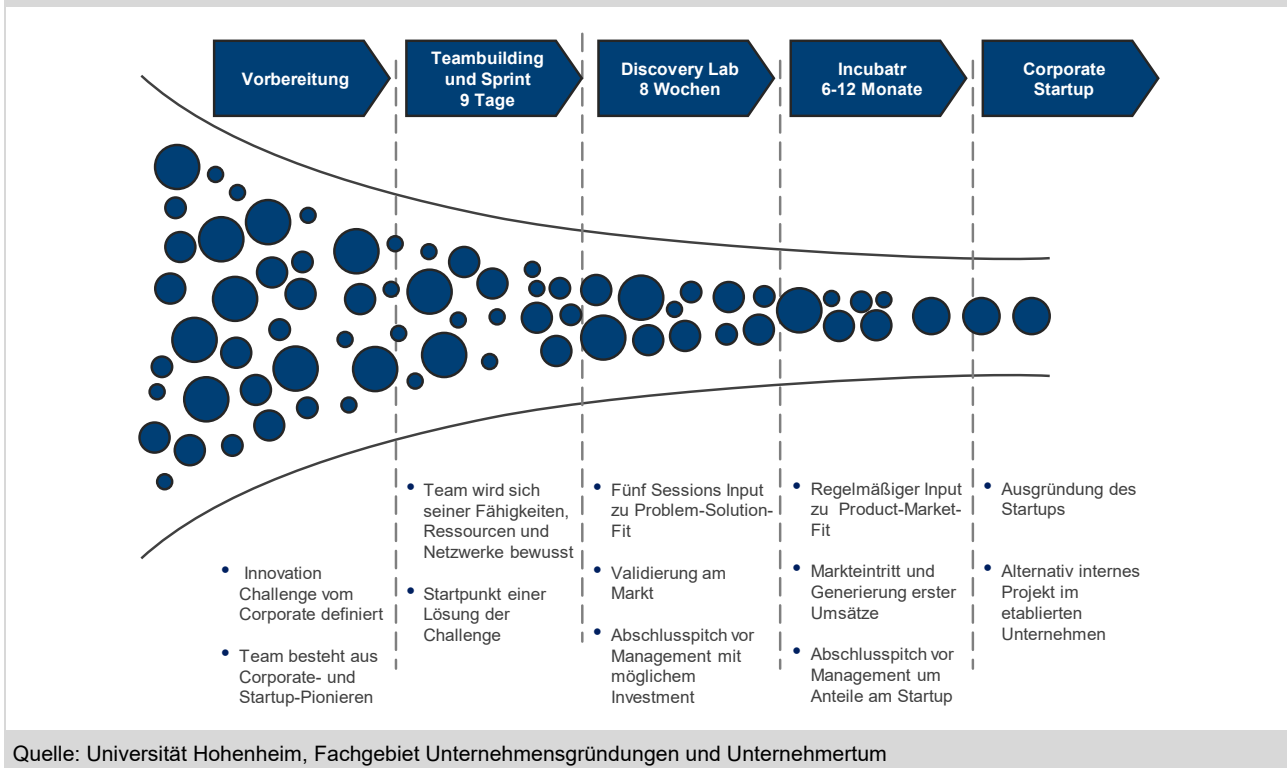 Vorbereitung
Teambuilding
und Sprint
9 Tage
Discovery Lab
8 Wochen
Incubatr
6-12 Monate
Corporate
Startup
• Innovation
Challenge vom
Corporate definiert
• Team besteht aus
Corporate- und
Startup-Pionieren
• Team wird sich
seiner Fähigkeiten,
Ressourcen und
Netzwerke bewusst
• Startpunkt einer
Lösung der
Challenge
• Fünf Sessions Input
zu Problem-Solution-
Fit
• Validierung am
Markt
• Abschlusspitch vor
Management mit
möglichem
Investment
• Regelmäßiger Input
zu Product-Market-
Fit
• Markteintritt und
Generierung erster
Umsätze
• Abschlusspitch vor
Management um
Anteile am Startup
• Ausgründung des
Startups
• Alternativ internes
Projekt im
etablierten
Unternehmen
Quelle: Universität Hohenheim, Fachgebiet Unternehmensgründungen und Unternehmertum